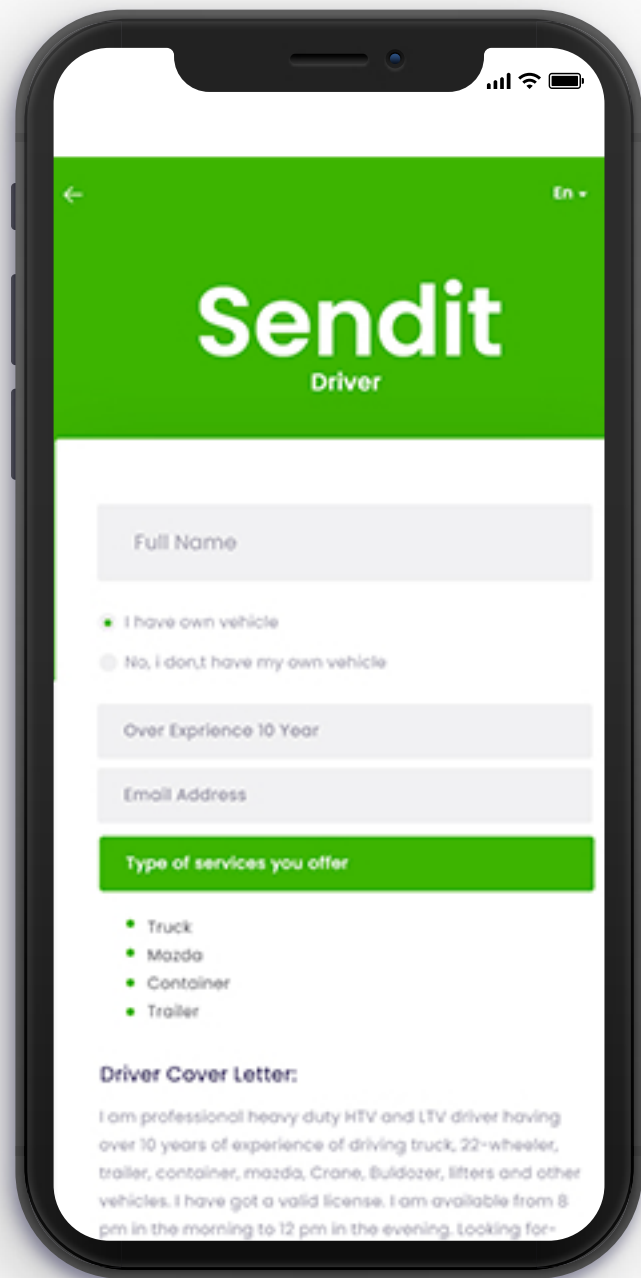 En
Sendit
Driver
Full Name
I have own vehicle
No, i don,t have my own vehicle
Over Exprience 10 Year
Email Address
Type of services you offer
Truck
Mazda
Container
Trailer
Driver Cover Letter:
I am professional heavy duty HTV and LTV driver having
over 10 years of experience of driving truck, 22-wheeler,
trailer, container, mazda, Crane, Buldozer, lifters and other
vehicles. I have got a valid license. I am available from 8
pm in the morning to 12 pm in the evening. Looking for-